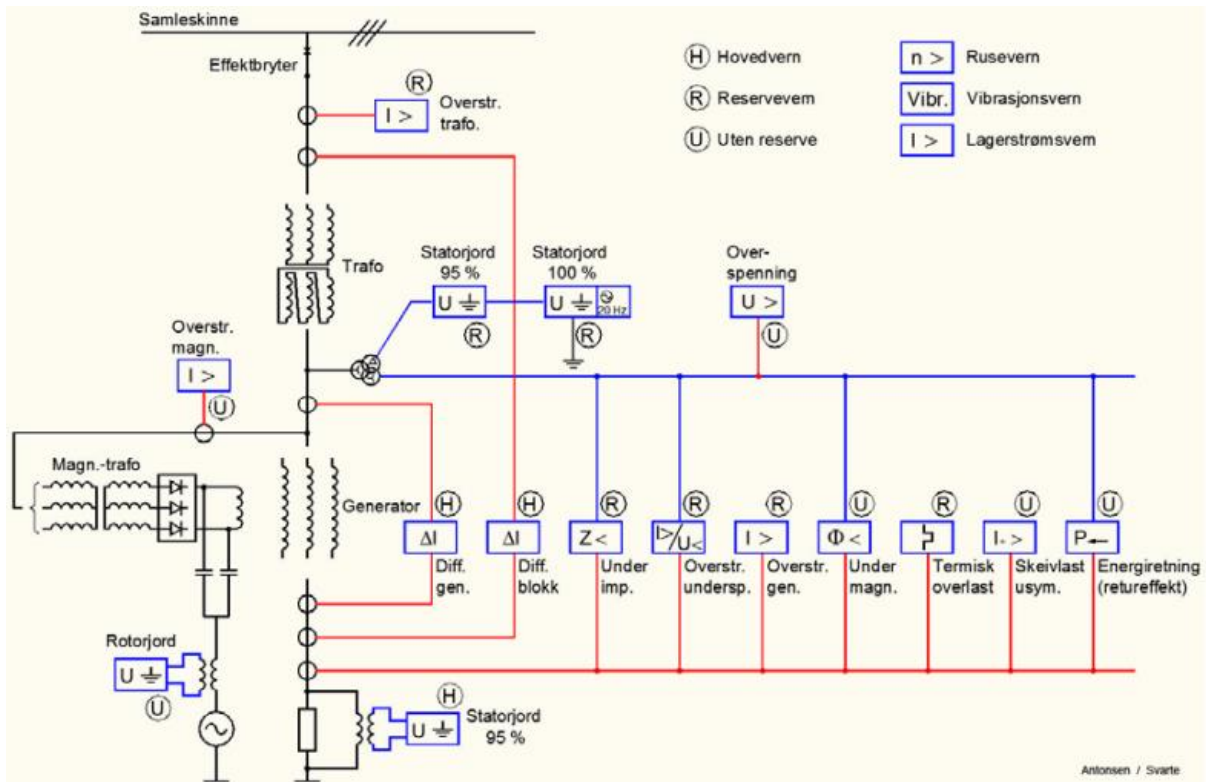 Samleskinne
Effektbryter
R
I >
Overstr.
trafo.
H Hovedvern
R Reservevern
U Uten reserve
n > Rusevern
Vibr. Vibrasjonsvern
I > Lagerstrømsvern
Trafo
Statorjord
95 %
U
R
Statorjord
100 %
U
20 Hz
R
Over-
spenning
U >
U
Overstr.
magn.
I >
U
Magn.-trafo
Generator
H
ΔI
Diff.
gen.
H
ΔI
Diff.
blokk
R
Z <
Under
imp.
R
I>/U<
Overstr.
undersp.
R
I >
Overstr.
gen.
U
Φ <
Under
magn.
R
Termisk
overlast
U
I- >
Skeivlast
usym.
U
P
Energiretning
(retureffekt)
Rotorjord
U
U
H
U
Statorjord
95 %
Antonsen / Svarte